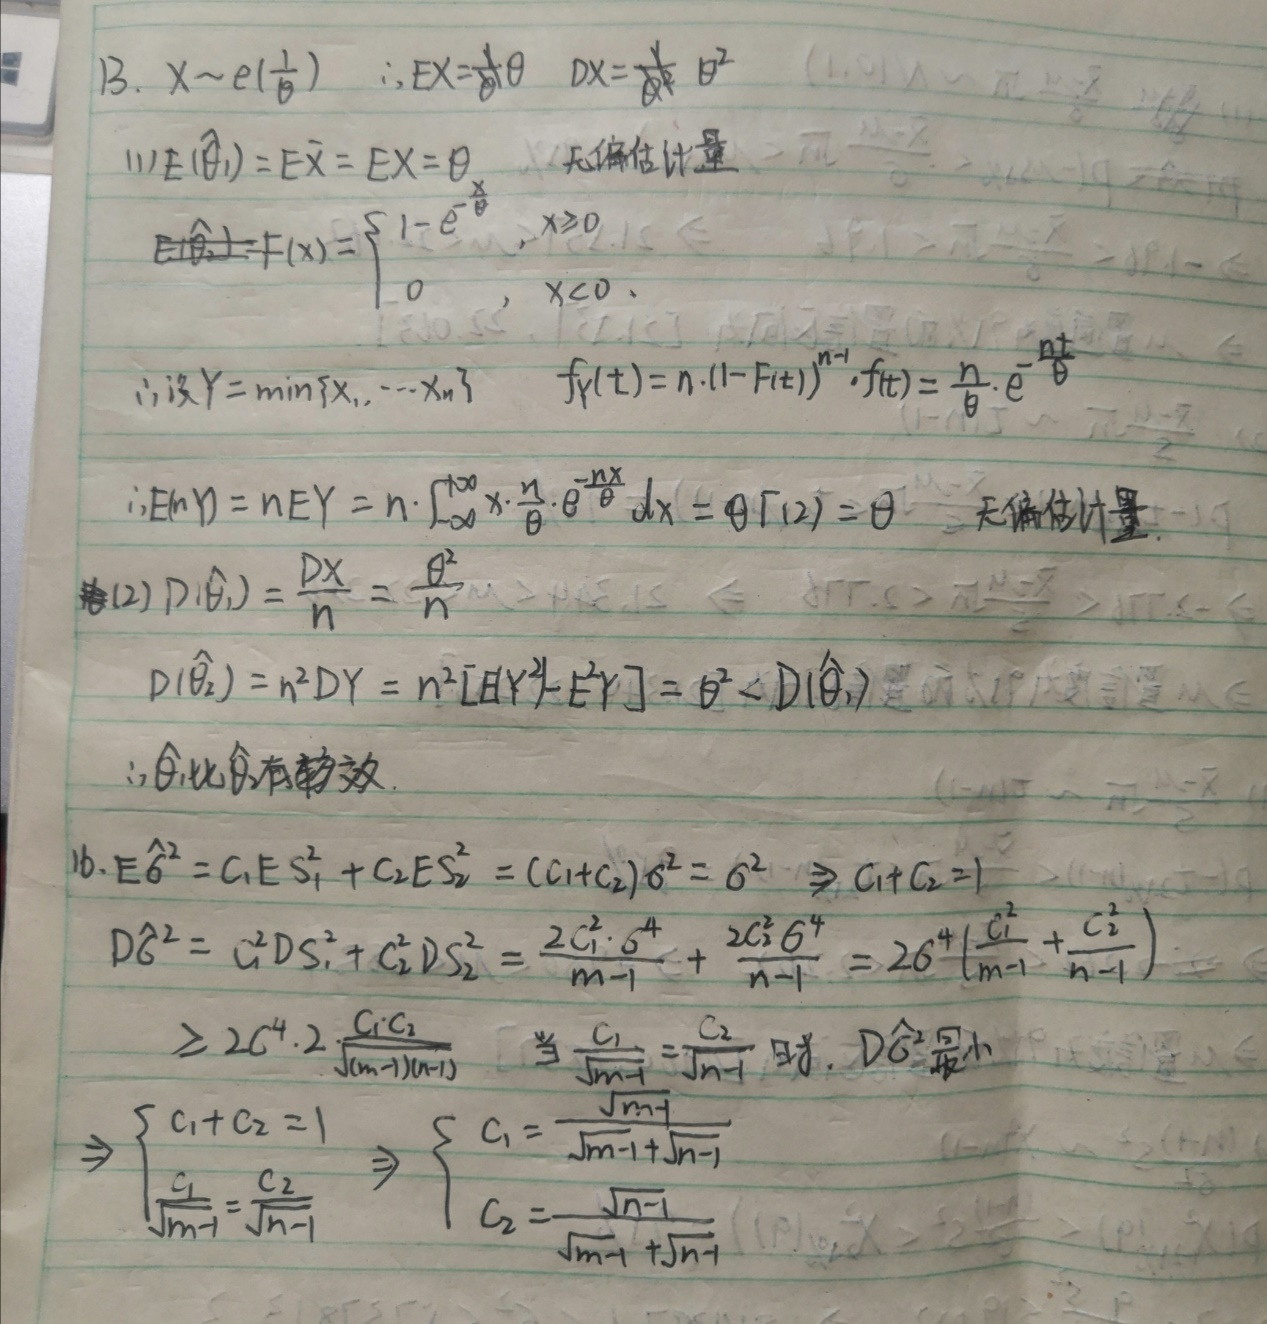 13. X~e(1/θ) ∴EX=θ DX=θ²
(1)E(θ̂₁)=EX̄=EX=θ 无偏估计量
F(x)={1-e^(-x/θ), x≥0
0, x<0.
∴设Y=min{X₁,…Xₙ} f_Y(t)=n·(1-F(t))^(n-1)·f(t)=n/θ·e^(-nt/θ)
∴E(nY)=nEY=n·∫_(-∞)^(+∞) x·n/θ·e^(-nx/θ) dx=θΓ(2)=θ 无偏估计量.
(2)D(θ̂₁)=DX/n=θ²/n
D(θ̂₂)=n²DY=n²[E(Y²)-E²Y]=θ²<D(θ̂₁)
∴θ̂₁比θ̂₂有效.
16. Eσ̂²=C₁ES₁²+C₂ES₂²=(C₁+C₂)σ²=σ² ⇒C₁+C₂=1
Dσ̂²=C₁²DS₁²+C₂²DS₂²=2C₁²·σ⁴/(m-1)+2C₂²σ⁴/(n-1)=2σ⁴(C₁²/(m-1)+C₂²/(n-1))
≥2σ⁴·2·C₁·C₂/√(m-1)(n-1) 当C₁/√(m-1)=C₂/√(n-1)时. Dσ̂²最小
⇒{C₁+C₂=1 ⇒{C₁=√(m-1)/(√(m-1)+√(n-1))
C₁/√(m-1)=C₂/√(n-1) C₂=√(n-1)/(√(m-1)+√(n-1))